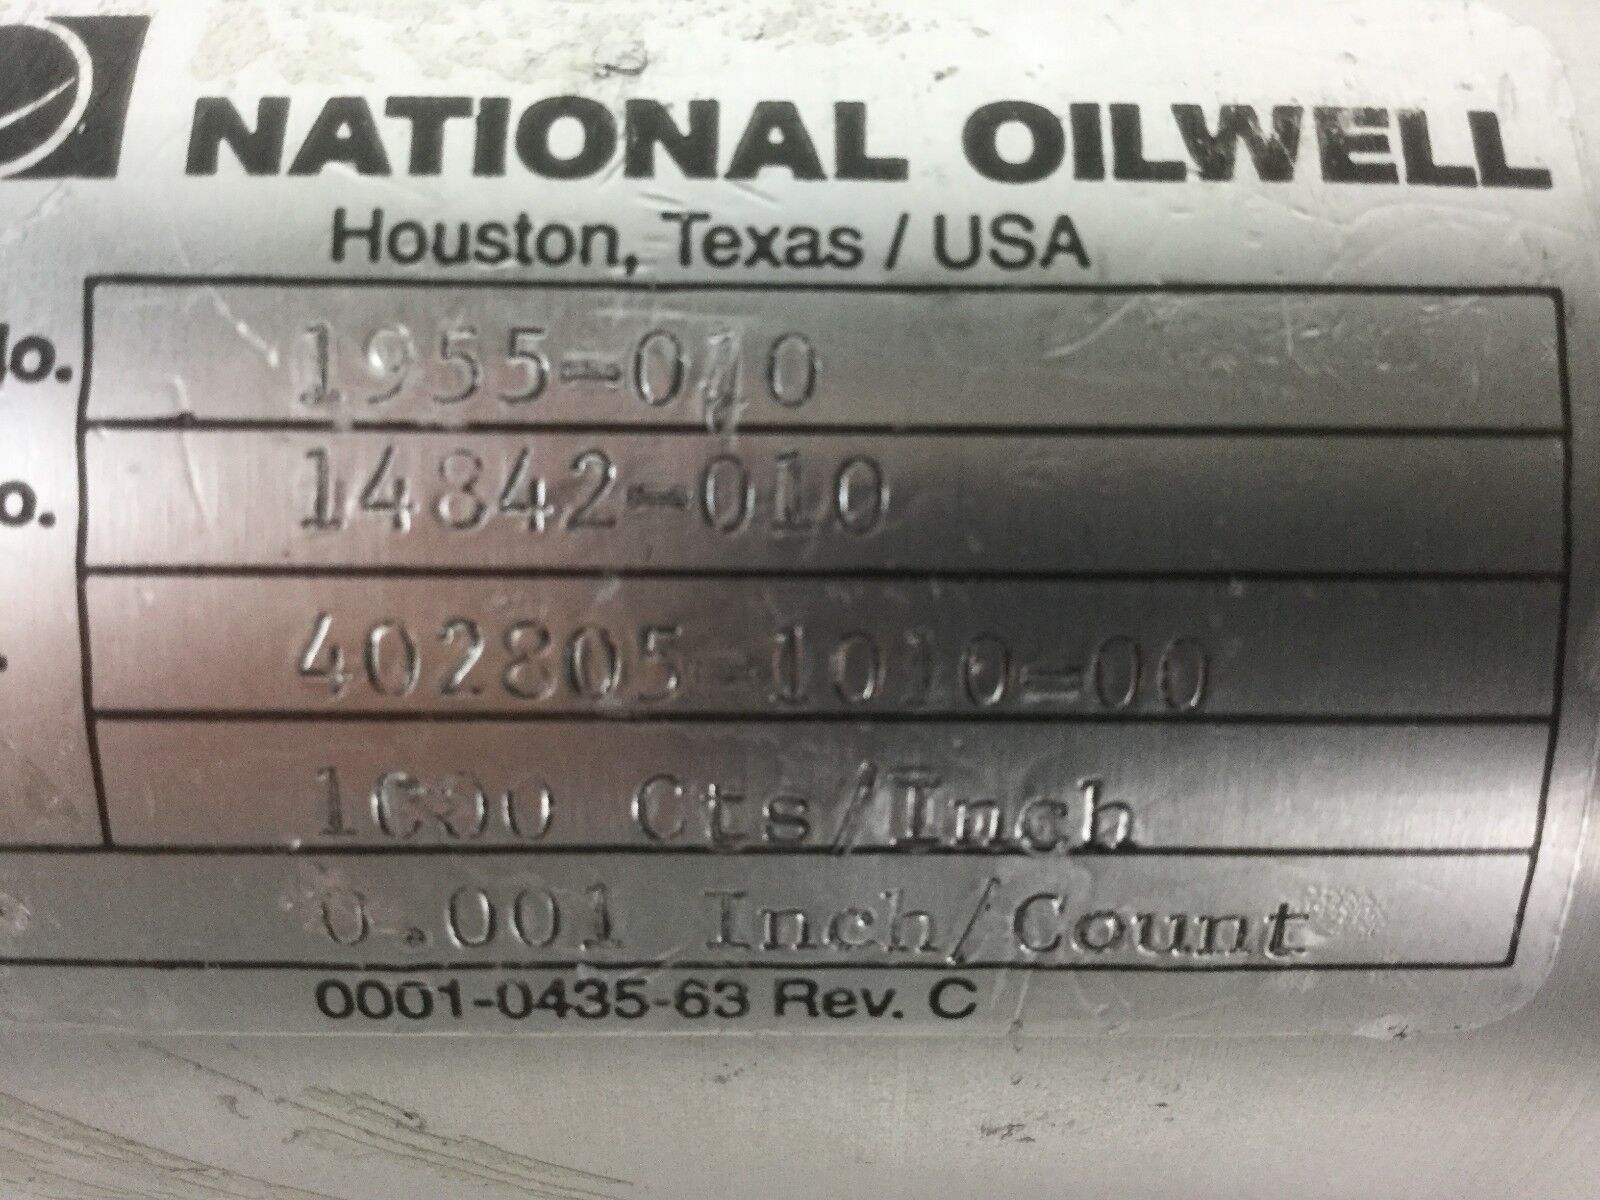 NATIONAL OILWELL
Houston, Texas / USA
No. 1955-010
o. 14842-010
. 402805-1010-00
1000 Cts/Inch
0.001 Inch/Count
0001-0435-63 Rev. C